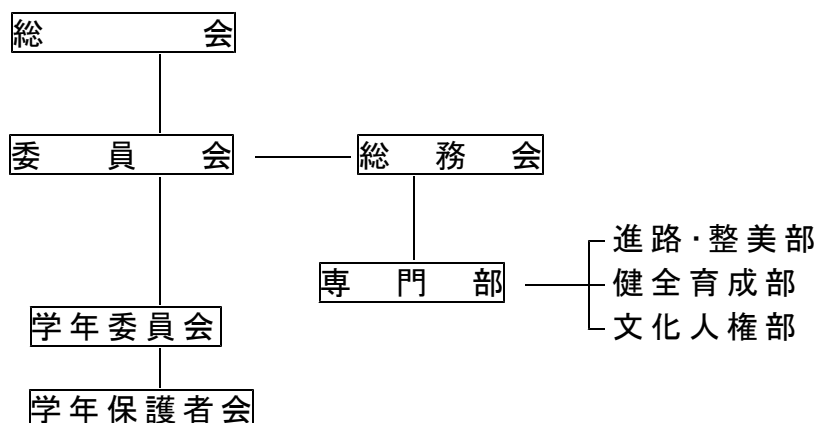 総会
委員会
総務会
専門部
進路・整美部
健全育成部
文化人権部
学年委員会
学年保護者会